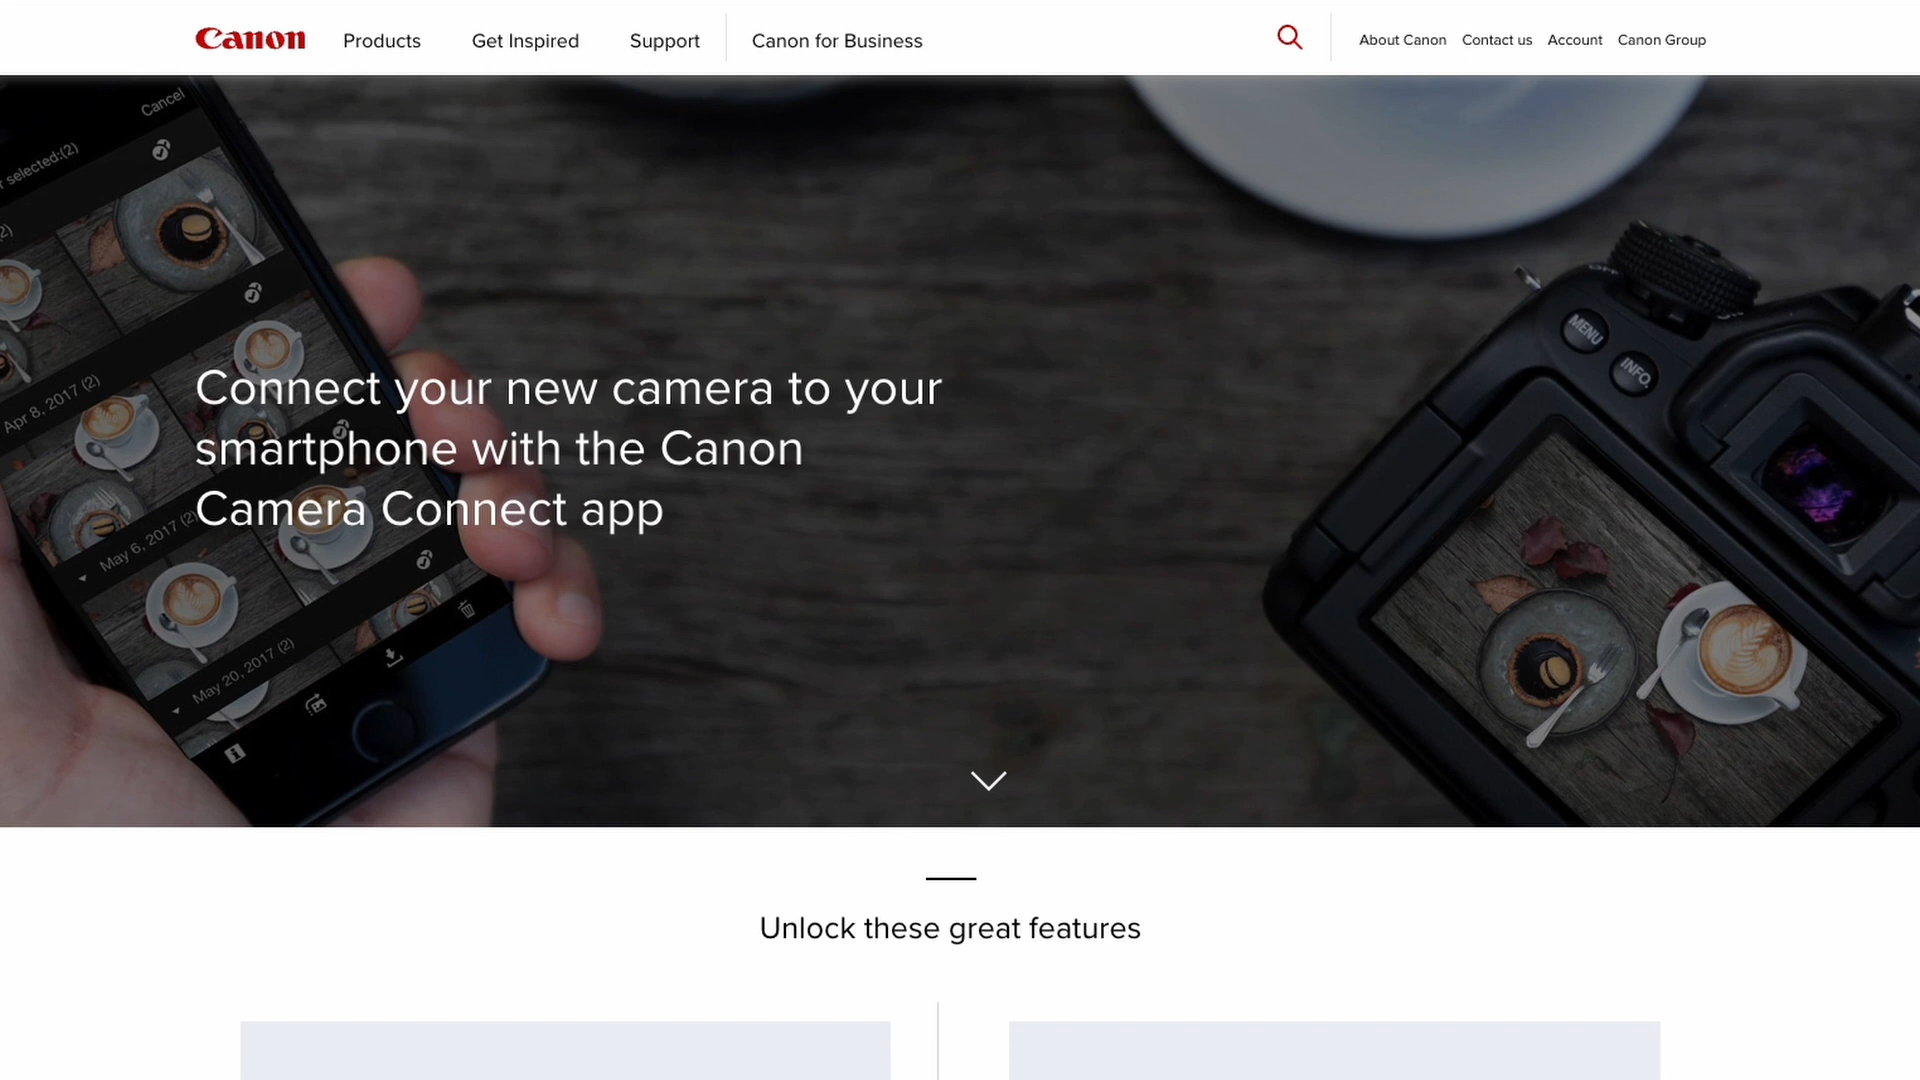 Canon
Products
Get Inspired
Support
Canon for Business
About Canon
Contact us
Account
Canon Group
Cancel
selected:(2)
(2)
Apr 8, 2017 (2)
May 6, 2017 (2)
May 20, 2017 (2)
MENU
INFO.
Connect your new camera to your
smartphone with the Canon
Camera Connect app
Unlock these great features